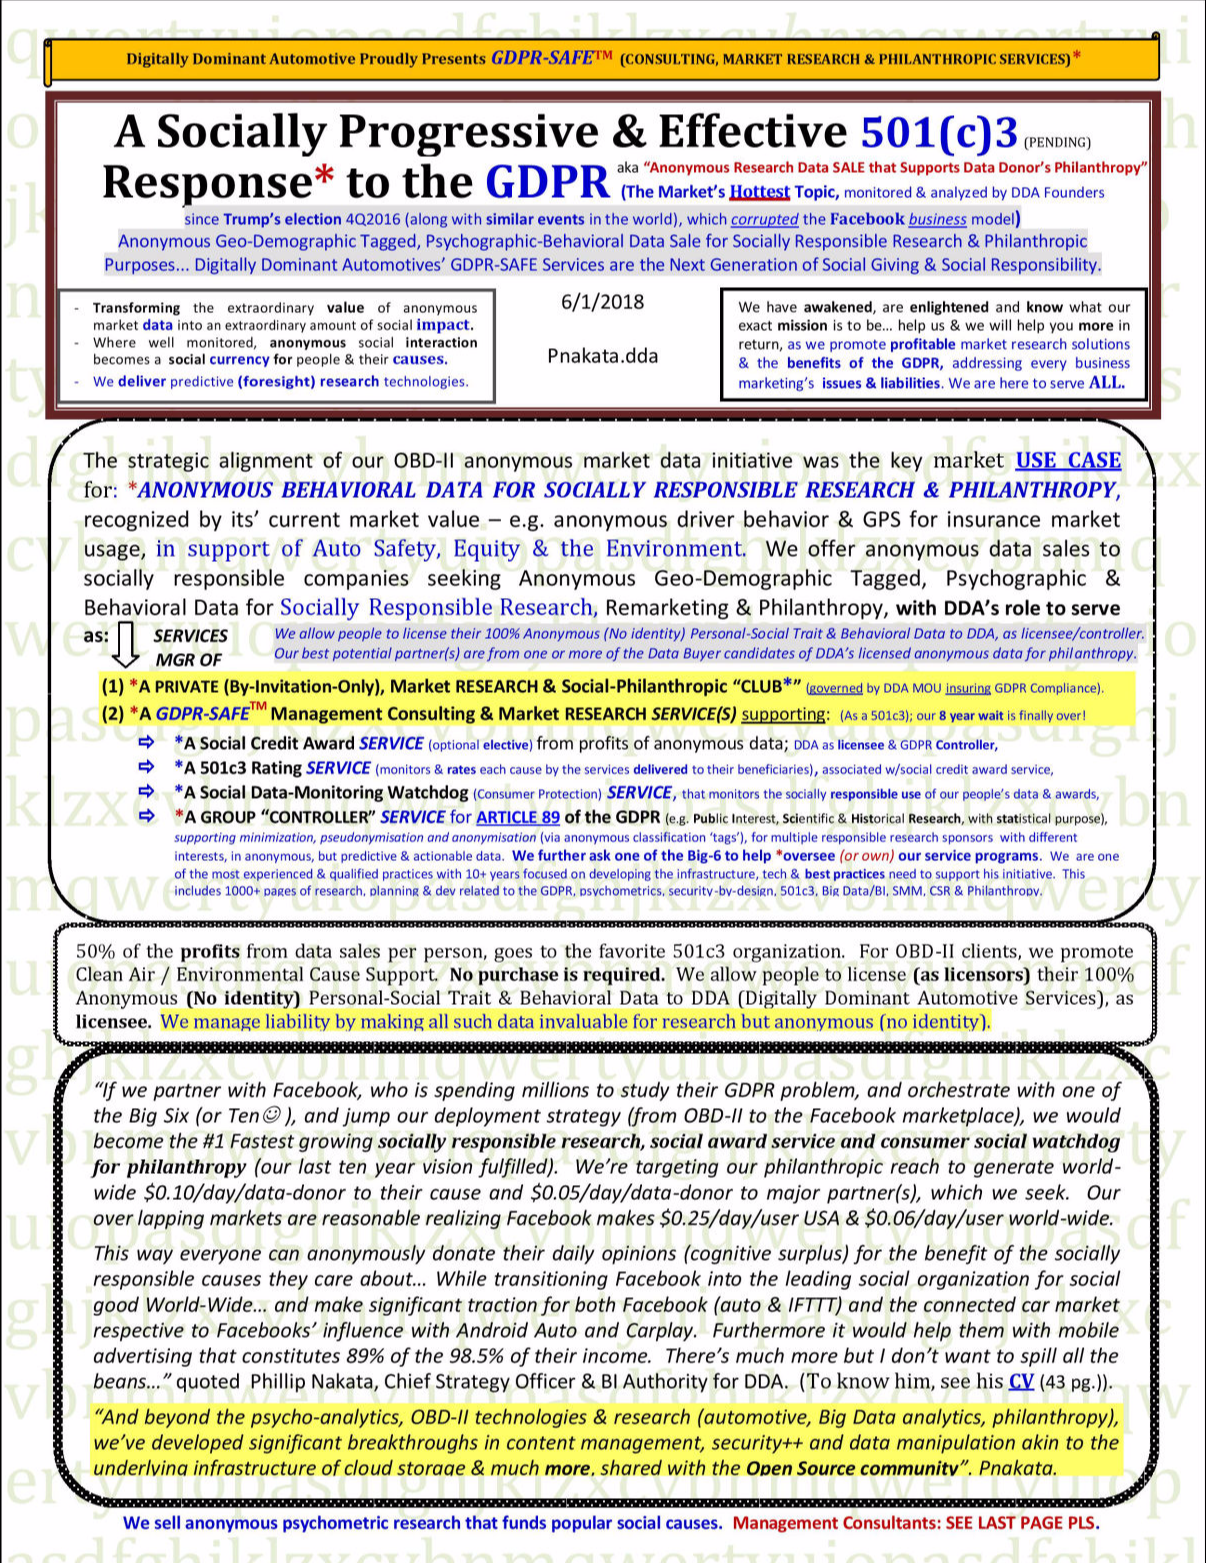 Digitally Dominant Automotive Proudly Presents GDPR-SAFE™ (CONSULTING, MARKET RESEARCH & PHILANTHROPIC SERVICES)*
A Socially Progressive & Effective 501(c)3 (PENDING)
Response* to the GDPR aka “Anonymous Research Data SALE that Supports Data Donor's Philanthropy”
(The Market's Hottest Topic, monitored & analyzed by DDA Founders
since Trump's election 4Q2016 (along with similar events in the world), which corrupted the Facebook business model)
Anonymous Geo-Demographic Tagged, Psychographic-Behavioral Data Sale for Socially Responsible Research & Philanthropic
Purposes... Digitally Dominant Automotives' GDPR-SAFE Services are the Next Generation of Social Giving & Social Responsibility.
- Transforming the extraordinary value of anonymous
market data into an extraordinary amount of social impact.
- Where well monitored, anonymous social interaction
becomes a social currency for people & their causes.
- We deliver predictive (foresight) research technologies.
6/1/2018
Pnakata.dda
We have awakened, are enlightened and know what our
exact mission is to be... help us & we will help you more in
return, as we promote profitable market research solutions
& the benefits of the GDPR, addressing every business
marketing's issues & liabilities. We are here to serve ALL.
The strategic alignment of our OBD-II anonymous market data initiative was the key market USE CASE
for: *ANONYMOUS BEHAVIORAL DATA FOR SOCIALLY RESPONSIBLE RESEARCH & PHILANTHROPY,
recognized by its' current market value – e.g. anonymous driver behavior & GPS for insurance market
usage, in support of Auto Safety, Equity & the Environment. We offer anonymous data sales to
socially responsible companies seeking Anonymous Geo-Demographic Tagged, Psychographic &
Behavioral Data for Socially Responsible Research, Remarketing & Philanthropy, with DDA's role to serve
as: SERVICES
MGR OF
We allow people to license their 100% Anonymous (No identity) Personal-Social Trait & Behavioral Data to DDA, as licensee/controller.
Our best potential partner(s) are from one or more of the Data Buyer candidates of DDA's licensed anonymous data for philanthropy.
(1) *A PRIVATE (By-Invitation-Only), Market RESEARCH & Social-Philanthropic “CLUB*” (governed by DDA MOU insuring GDPR Compliance).
(2) *A GDPR-SAFE™ Management Consulting & Market RESEARCH SERVICE(S) supporting: (As a 501c3; our 8 year wait is finally over!
⇨ *A Social Credit Award SERVICE (optional elective) from profits of anonymous data; DDA as licensee & GDPR Controller,
⇨ *A 501c3 Rating SERVICE (monitors & rates each cause by the services delivered to their beneficiaries), associated w/social credit award service,
⇨ *A Social Data-Monitoring Watchdog (Consumer Protection) SERVICE, that monitors the socially responsible use of our people's data & awards,
⇨ *A GROUP “CONTROLLER” SERVICE for ARTICLE 89 of the GDPR (e.g. Public Interest, Scientific & Historical Research, with statistical purpose),
supporting minimization, pseudonymisation and anonymisation (via anonymous classification 'tags'), for multiple responsible research sponsors with different
interests, in anonymous, but predictive & actionable data. We further ask one of the Big-6 to help *oversee (or own) our service programs. We are one
of the most experienced & qualified practices with 10+ years focused on developing the infrastructure, tech & best practices need to support his initiative. This
includes 1000+ pages of research, planning & dev related to the GDPR, psychometrics, security-by-design, 501c3, Big Data/BI, SMM, CSR & Philanthropy.
50% of the profits from data sales per person, goes to the favorite 501c3 organization. For OBD-II clients, we promote
Clean Air / Environmental Cause Support. No purchase is required. We allow people to license (as licensors) their 100%
Anonymous (No identity) Personal-Social Trait & Behavioral Data to DDA (Digitally Dominant Automotive Services), as
licensee. We manage liability by making all such data invaluable for research but anonymous (no identity).
“If we partner with Facebook, who is spending millions to study their GDPR problem, and orchestrate with one of
the Big Six (or Ten☺), and jump our deployment strategy (from OBD-II to the Facebook marketplace), we would
become the #1 Fastest growing socially responsible research, social award service and consumer social watchdog
for philanthropy (our last ten year vision fulfilled). We're targeting our philanthropic reach to generate world-
wide $0.10/day/data-donor to their cause and $0.05/day/data-donor to major partner(s), which we seek. Our
over lapping markets are reasonable realizing Facebook makes $0.25/day/user USA & $0.06/day/user world-wide.
This way everyone can anonymously donate their daily opinions (cognitive surplus) for the benefit of the socially
responsible causes they care about... While transitioning Facebook into the leading social organization for social
good World-Wide... and make significant traction for both Facebook (auto & IFTTT) and the connected car market
respective to Facebooks' influence with Android Auto and Carplay. Furthermore it would help them with mobile
advertising that constitutes 89% of the 98.5% of their income. There's much more but I don't want to spill all the
beans...” quoted Phillip Nakata, Chief Strategy Officer & BI Authority for DDA. (To know him, see his CV (43 pg.)).
“And beyond the psycho-analytics, OBD-II technologies & research (automotive, Big Data analytics, philanthropy),
we've developed significant breakthroughs in content management, security++ and data manipulation akin to the
underlying infrastructure of cloud storage & much more, shared with the Open Source community”. Pnakata.
We sell anonymous psychometric research that funds popular social causes. Management Consultants: SEE LAST PAGE PLS.